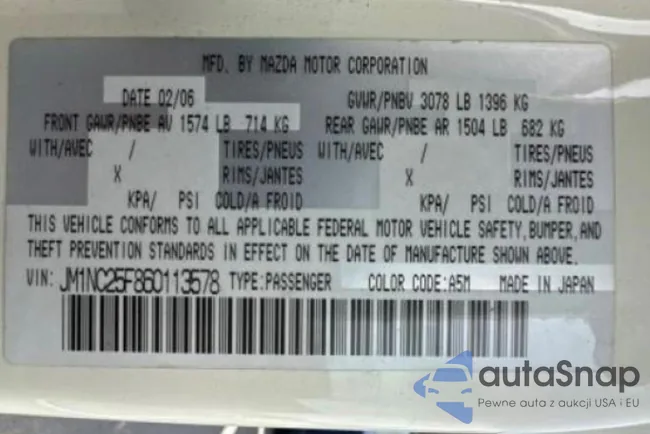 MFD. BY MAZDA MOTOR CORPORATION
DATE 02/06 GVWR/PNBV 3078 LB 1396 KG
FRONT GAWR/PNBE AV 1574 LB 714 KG REAR GAWR/PNBE AR 1504 LB 682 KG
WITH/AVEC / TIRES/PNEUS WITH/AVEC / TIRES/PNEUS
X RIMS/JANTES X RIMS/JANTES
KPA/ PSI COLD/A FROID KPA/ PSI COLD/A FROID
THIS VEHICLE CONFORMS TO ALL APPLICABLE FEDERAL MOTOR VEHICLE SAFETY,BUMPER,AND
THEFT PREVENTION STANDARDS IN EFFECT ON THE DATE OF MANUFACTURE SHOWN ABOVE.
VIN: JM1NC25F860113578 TYPE:PASSENGER COLOR CODE:A5M MADE IN JAPAN
autaSnap
Pewne auta z aukcji USA i EU